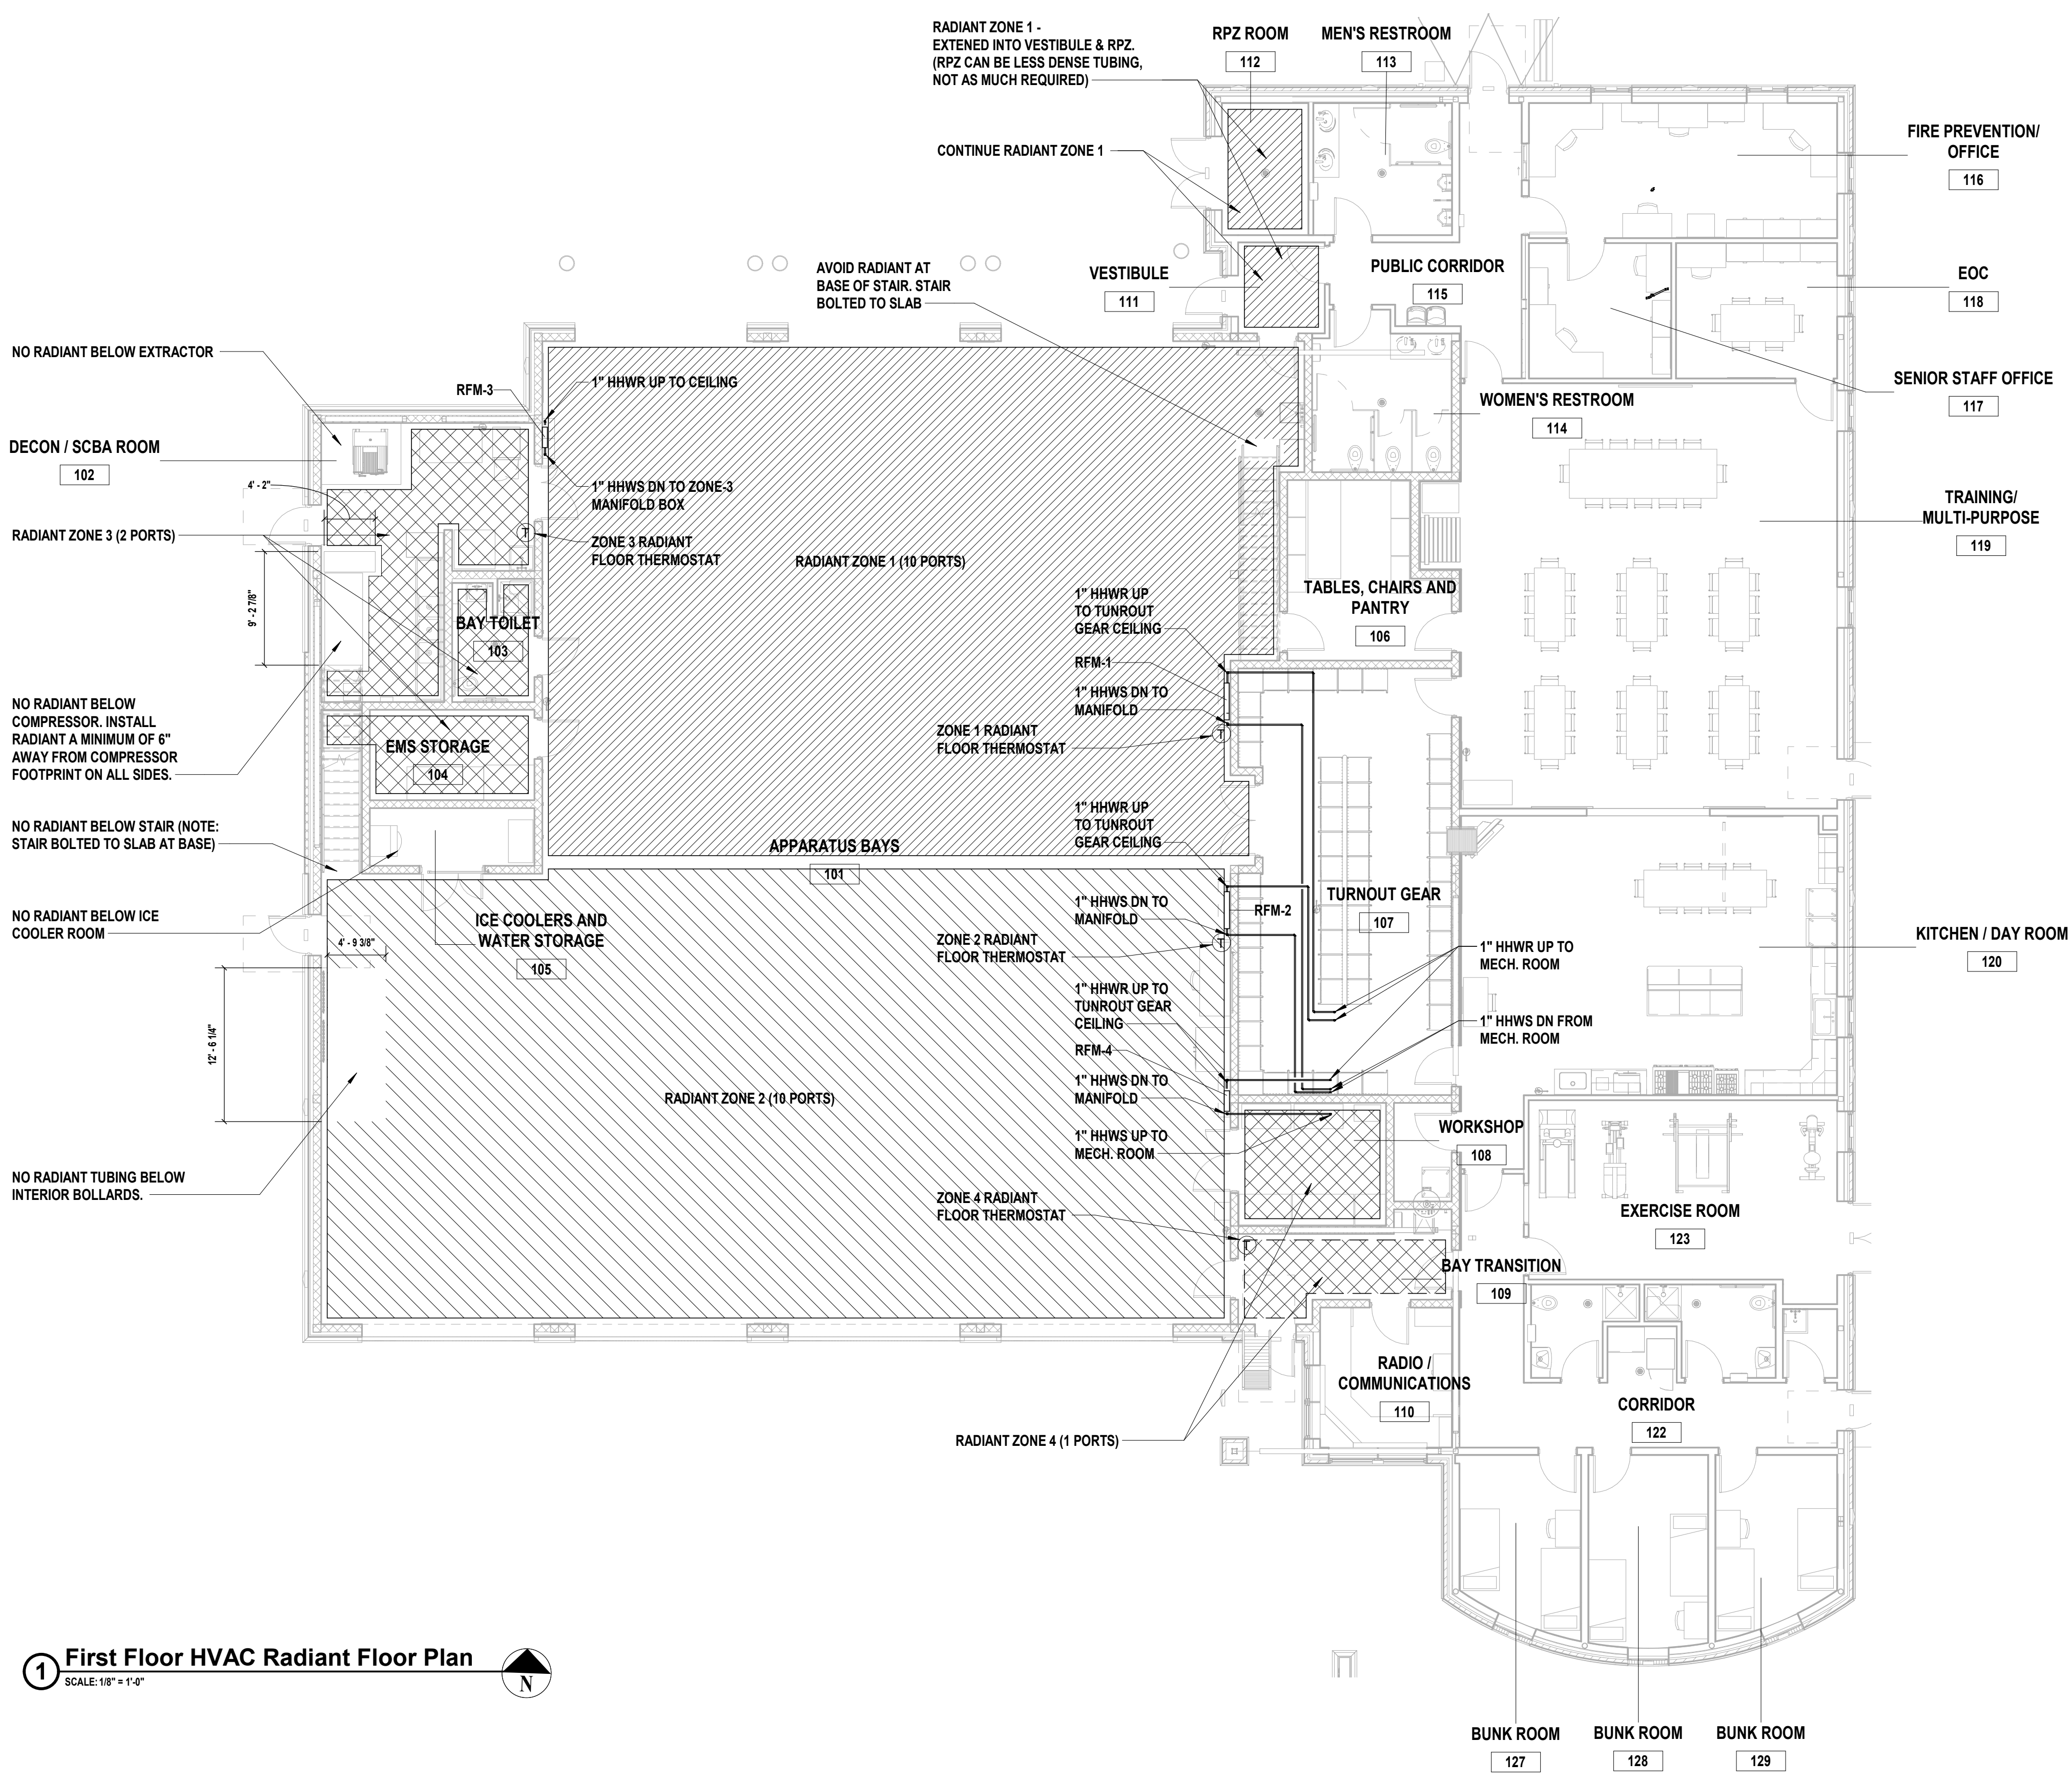 RADIANT ZONE 1 -
EXTENED INTO VESTIBULE & RPZ.
(RPZ CAN BE LESS DENSE TUBING,
NOT AS MUCH REQUIRED)
RPZ ROOM
112
MEN'S RESTROOM
113
CONTINUE RADIANT ZONE 1
FIRE PREVENTION/
OFFICE
116
AVOID RADIANT AT
BASE OF STAIR. STAIR
BOLTED TO SLAB
VESTIBULE
111
PUBLIC CORRIDOR
115
EOC
118
NO RADIANT BELOW EXTRACTOR
RFM-3
1" HHWR UP TO CEILING
SENIOR STAFF OFFICE
117
WOMEN'S RESTROOM
114
DECON / SCBA ROOM
102
4' - 2"
1" HHWS DN TO ZONE-3
MANIFOLD BOX
TRAINING/
MULTI-PURPOSE
119
RADIANT ZONE 3 (2 PORTS)
T
ZONE 3 RADIANT
FLOOR THERMOSTAT
RADIANT ZONE 1 (10 PORTS)
9' - 2 7/8"
BAY TOILET
103
1" HHWR UP
TO TUNROUT
GEAR CEILING
TABLES, CHAIRS AND
PANTRY
106
RFM-1
1" HHWS DN TO
MANIFOLD
NO RADIANT BELOW
COMPRESSOR. INSTALL
RADIANT A MINIMUM OF 6"
AWAY FROM COMPRESSOR
FOOTPRINT ON ALL SIDES.
ZONE 1 RADIANT
FLOOR THERMOSTAT
T
EMS STORAGE
104
1" HHWR UP
TO TUNROUT
GEAR CEILING
NO RADIANT BELOW STAIR (NOTE:
STAIR BOLTED TO SLAB AT BASE)
APPARATUS BAYS
101
TURNOUT GEAR
107
NO RADIANT BELOW ICE
COOLER ROOM
ICE COOLERS AND
WATER STORAGE
105
4' - 9 3/8"
1" HHWS DN TO
MANIFOLD
RFM-2
ZONE 2 RADIANT
FLOOR THERMOSTAT
T
1" HHWR UP TO
MECH. ROOM
KITCHEN / DAY ROOM
120
1" HHWR UP TO
TUNROUT GEAR
CEILING
1" HHWS DN FROM
MECH. ROOM
12' - 6 1/4"
RFM-4
1" HHWS DN TO
MANIFOLD
RADIANT ZONE 2 (10 PORTS)
1" HHWS UP TO
MECH. ROOM
WORKSHOP
108
NO RADIANT TUBING BELOW
INTERIOR BOLLARDS.
ZONE 4 RADIANT
FLOOR THERMOSTAT
T
EXERCISE ROOM
123
BAY TRANSITION
109
RADIO /
COMMUNICATIONS
110
CORRIDOR
122
RADIANT ZONE 4 (1 PORTS)
1
First Floor HVAC Radiant Floor Plan
SCALE: 1/8" = 1'-0"
N
BUNK ROOM
127
BUNK ROOM
128
BUNK ROOM
129